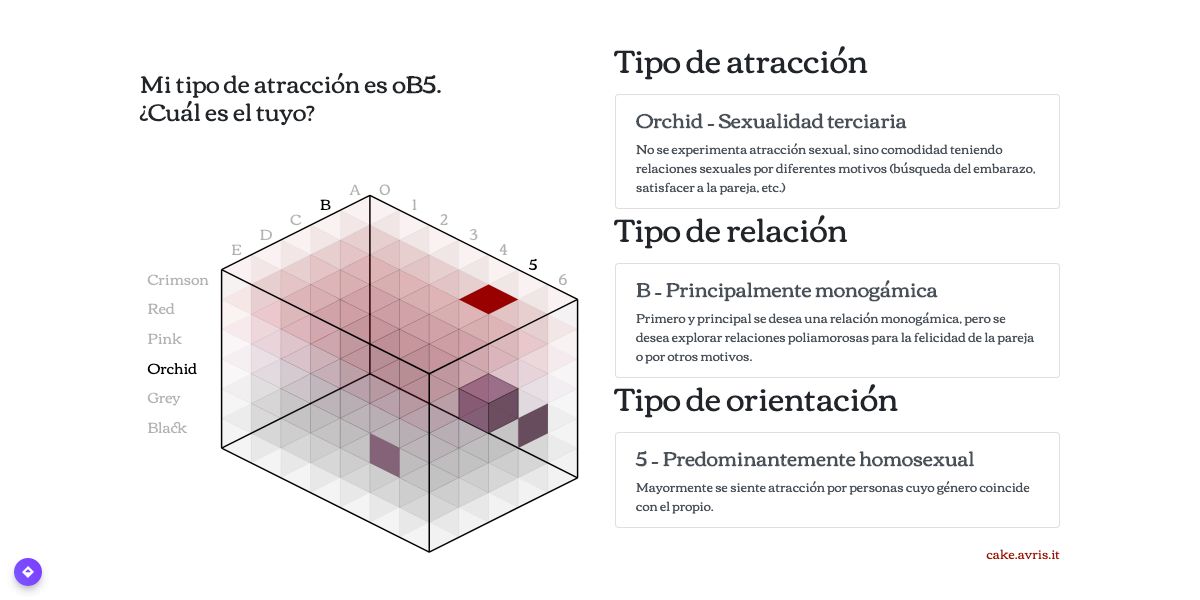 Mi tipo de atracción es oB5.
¿Cuál es el tuyo?
A
B
C
D
E
0
1
2
3
4
5
6
Crimson
Red
Pink
Orchid
Grey
Black
Tipo de atracción
Orchid - Sexualidad terciaria
No se experimenta atracción sexual, sino comodidad teniendo
relaciones sexuales por diferentes motivos (búsqueda del embarazo,
satisfacer a la pareja, etc.)
Tipo de relación
B - Principalmente monogámica
Primero y principal se desea una relación monogámica, pero se
desea explorar relaciones poliamorosas para la felicidad de la pareja
o por otros motivos.
Tipo de orientación
5 - Predominantemente homosexual
Mayormente se siente atracción por personas cuyo género coincide
con el propio.
cake.avris.it